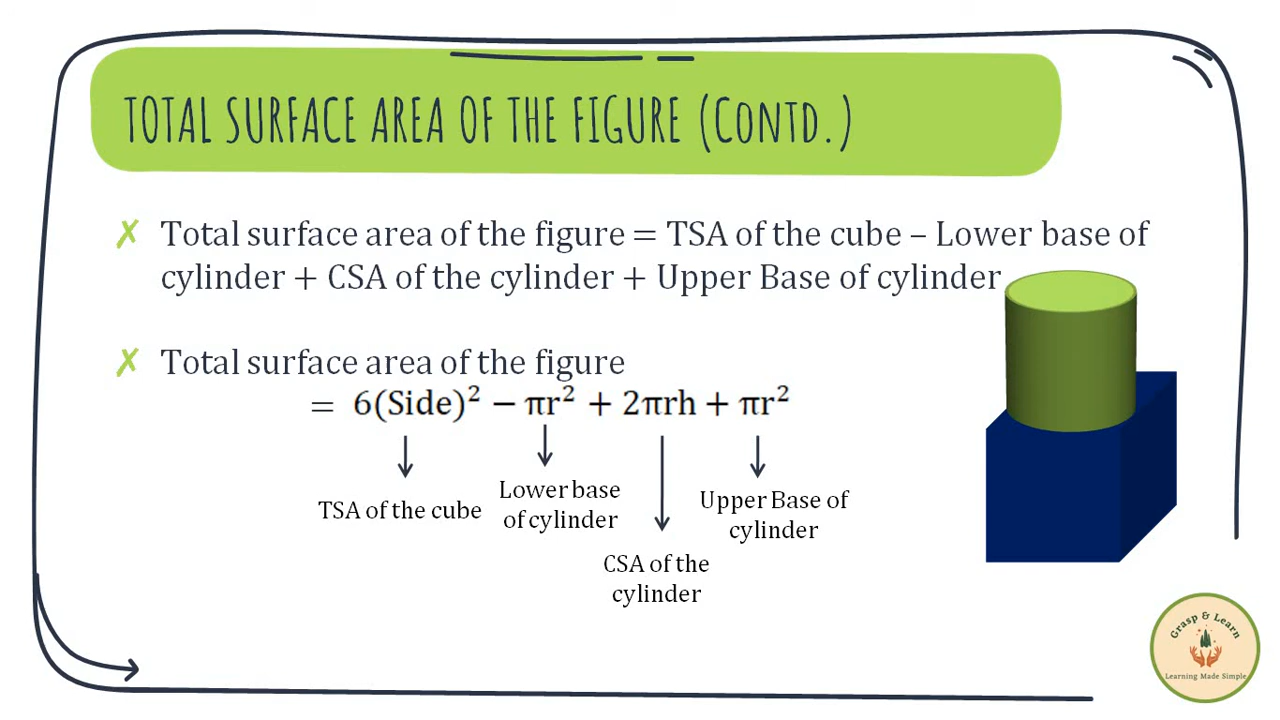 TOTAL SURFACE AREA OF THE FIGURE (CONTD.)
✗ Total surface area of the figure = TSA of the cube – Lower base of
cylinder + CSA of the cylinder + Upper Base of cylinder
✗ Total surface area of the figure
= 6(Side)² − πr² + 2πrh + πr²
TSA of the cube
Lower base
of cylinder
CSA of the
cylinder
Upper Base of
cylinder
Grasp & Learn
Learning Made Simple